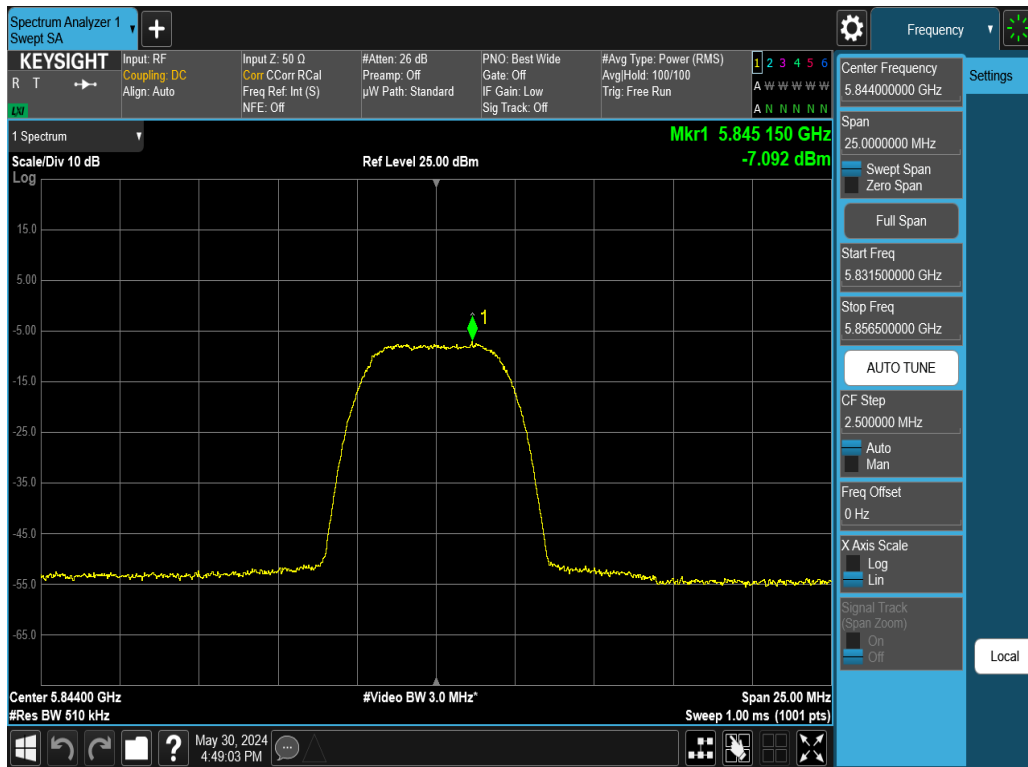 Spectrum Analyzer 1
Swept SA
+
Frequency
KEYSIGHT
R T
LXI
Input: RF
Coupling: DC
Align: Auto
Input Z: 50 Ω
Corr CCorr RCal
Freq Ref: Int (S)
NFE: Off
#Atten: 26 dB
Preamp: Off
µW Path: Standard
PNO: Best Wide
Gate: Off
IF Gain: Low
Sig Track: Off
#Avg Type: Power (RMS)
Avg|Hold: 100/100
Trig: Free Run
1 2 3 4 5 6
A W W W W W
A N N N N N
1 Spectrum
Scale/Div 10 dB
Log
Ref Level 25.00 dBm
Mkr1 5.845 150 GHz
-7.092 dBm
15.0
5.00
-5.00
-15.0
-25.0
-35.0
-45.0
-55.0
-65.0
1
Center 5.84400 GHz
#Res BW 510 kHz
#Video BW 3.0 MHz*
Span 25.00 MHz
Sweep 1.00 ms (1001 pts)
Center Frequency
5.844000000 GHz
Span
25.0000000 MHz
Swept Span
Zero Span
Full Span
Start Freq
5.831500000 GHz
Stop Freq
5.856500000 GHz
AUTO TUNE
CF Step
2.500000 MHz
Auto
Man
Freq Offset
0 Hz
X Axis Scale
Log
Lin
Signal Track
(Span Zoom)
On
Off
Settings
Local
?
May 30, 2024
4:49:03 PM